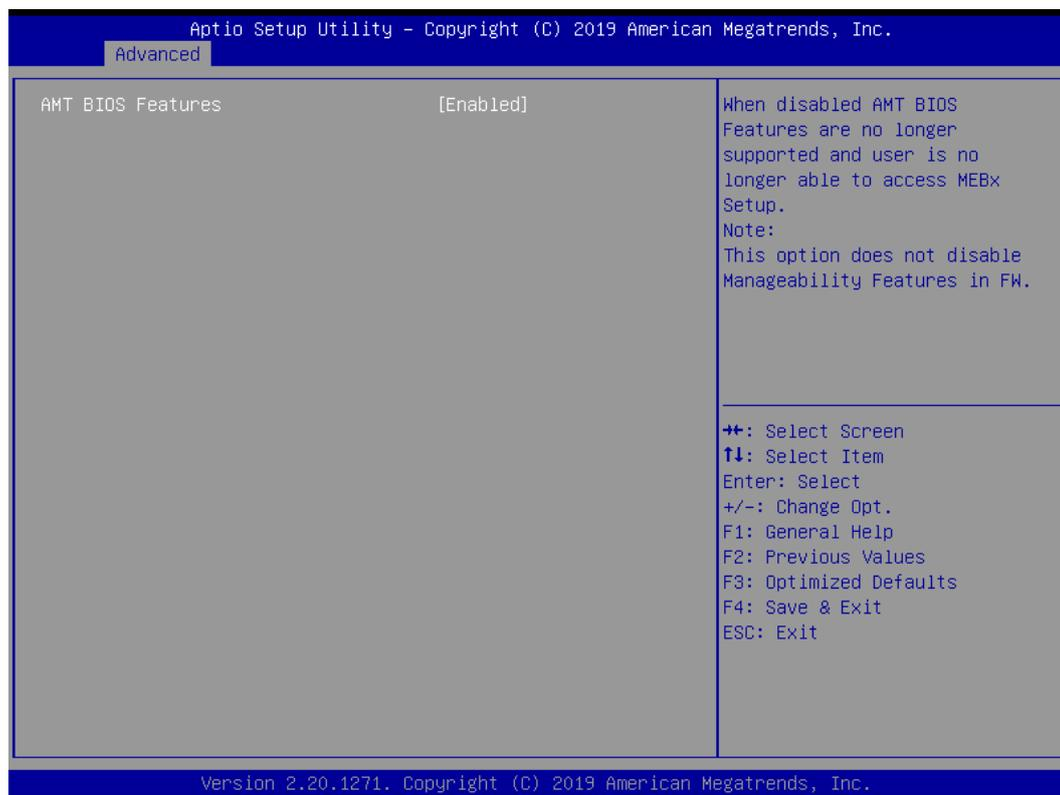 Aptio Setup Utility – Copyright (C) 2019 American Megatrends, Inc.
Advanced
AMT BIOS Features [Enabled]
When disabled AMT BIOS
Features are no longer
supported and user is no
longer able to access MEBx
Setup.
Note:
This option does not disable
Manageability Features in FW.
→←: Select Screen
↑↓: Select Item
Enter: Select
+/-: Change Opt.
F1: General Help
F2: Previous Values
F3: Optimized Defaults
F4: Save & Exit
ESC: Exit
Version 2.20.1271. Copyright (C) 2019 American Megatrends, Inc.